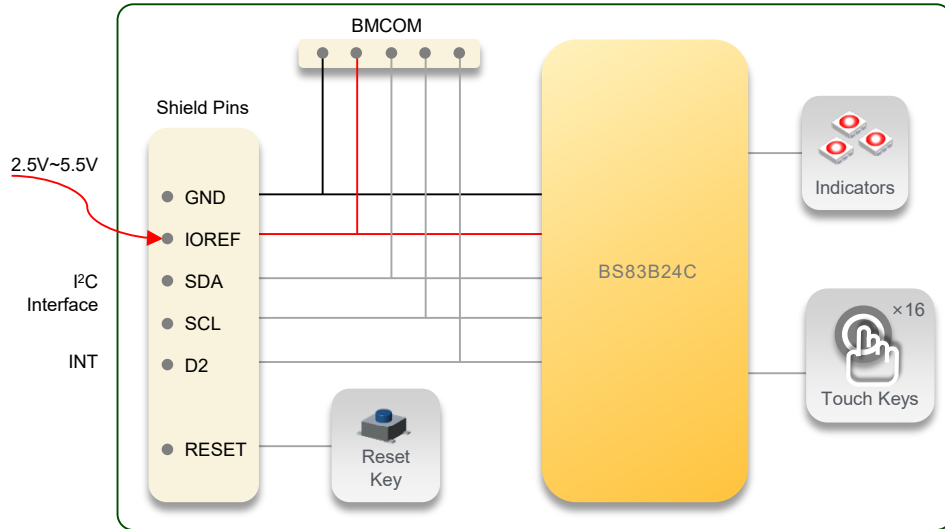 BMCOM
Shield Pins
2.5V~5.5V
GND
IOREF
I²C
Interface
SDA
SCL
INT
D2
RESET
Reset
Key
BS83B24C
Indicators
×16
Touch Keys